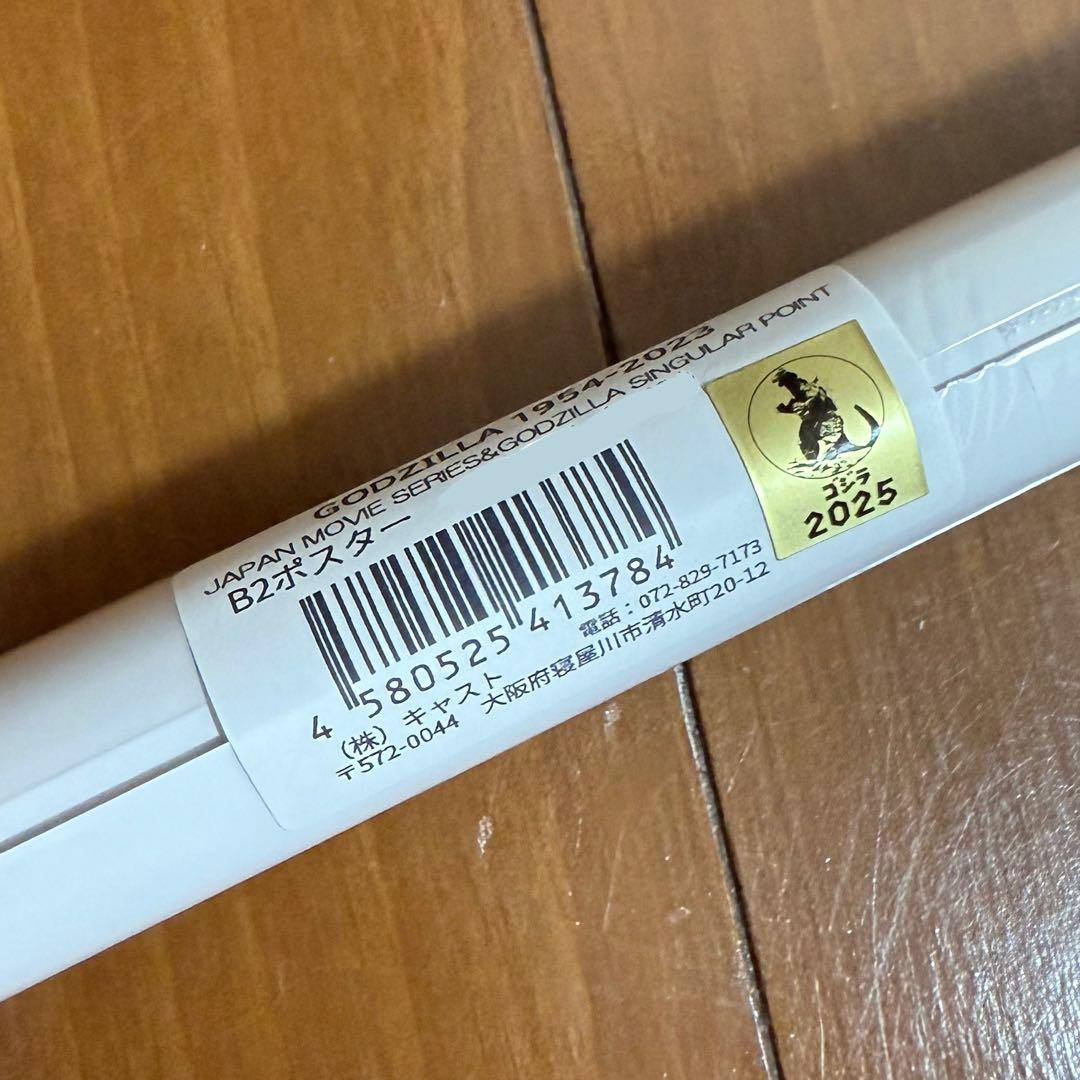 GODZILLA 1954-2023
JAPAN MOVIE SERIES&GODZILLA SINGULAR POINT
B2ポスター
4 580525 413784
(株) キャスト
電話：072-829-7173
〒572-0044 大阪府寝屋川市清水町20-12
ゴジラ
2025